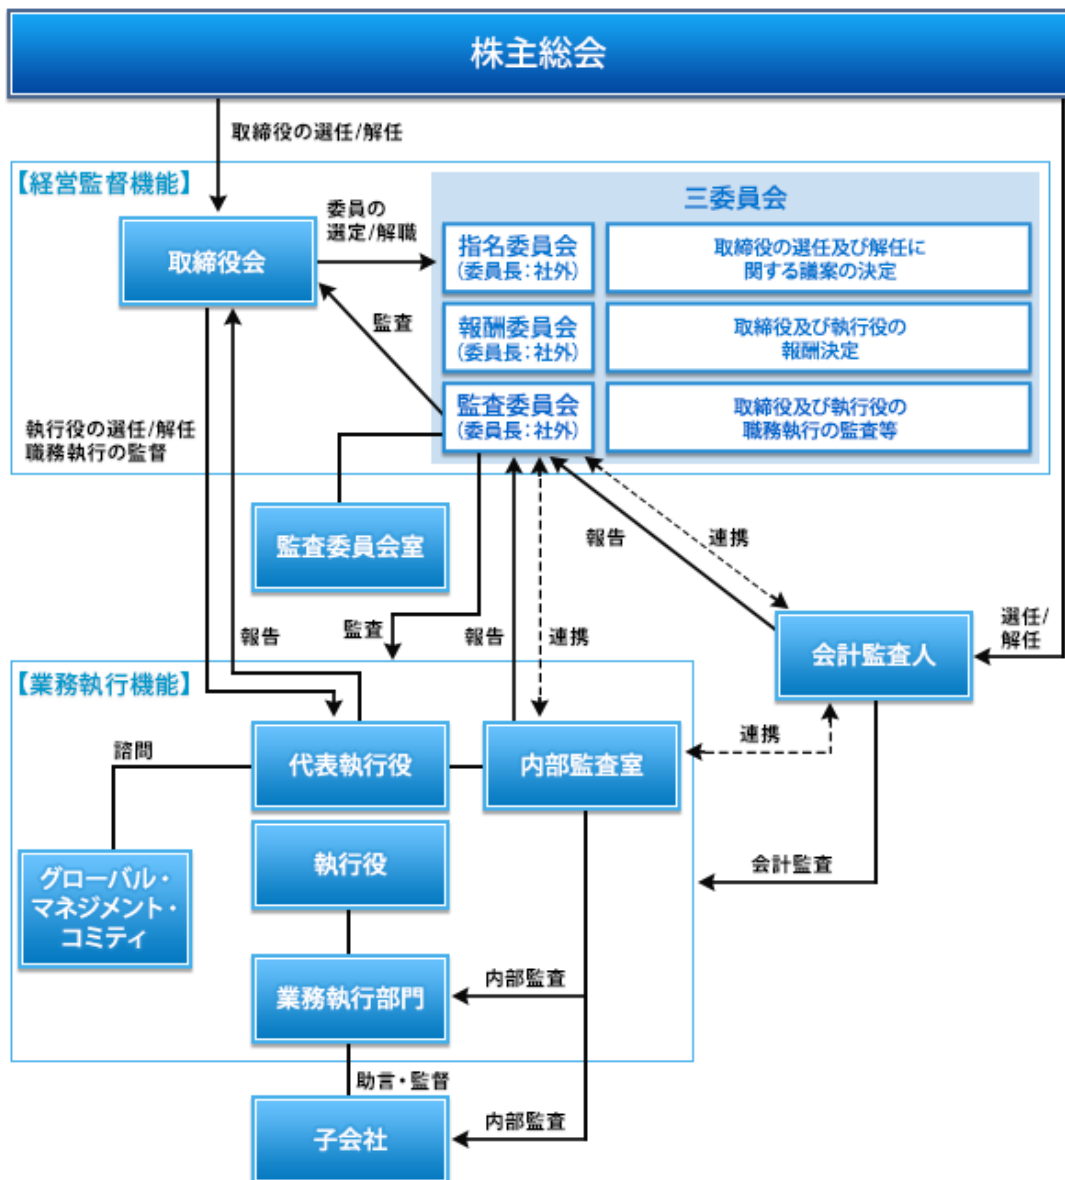 株主総会
取締役の選任/解任
【経営監督機能】
三委員会
委員の
選定/解職
取締役会
指名委員会
(委員長:社外)
取締役の選任及び解任に
関する議案の決定
監査
報酬委員会
(委員長:社外)
取締役及び執行役の
報酬決定
監査委員会
(委員長:社外)
取締役及び執行役の
職務執行の監査等
執行役の選任/解任
職務執行の監督
監査委員会室
報告
連携
報告
監査
報告
連携
選任/
解任
会計監査人
【業務執行機能】
諮問
代表執行役
内部監査室
連携
執行役
会計監査
グローバル・
マネジメント・
コミティ
業務執行部門
内部監査
助言・監督
子会社
内部監査